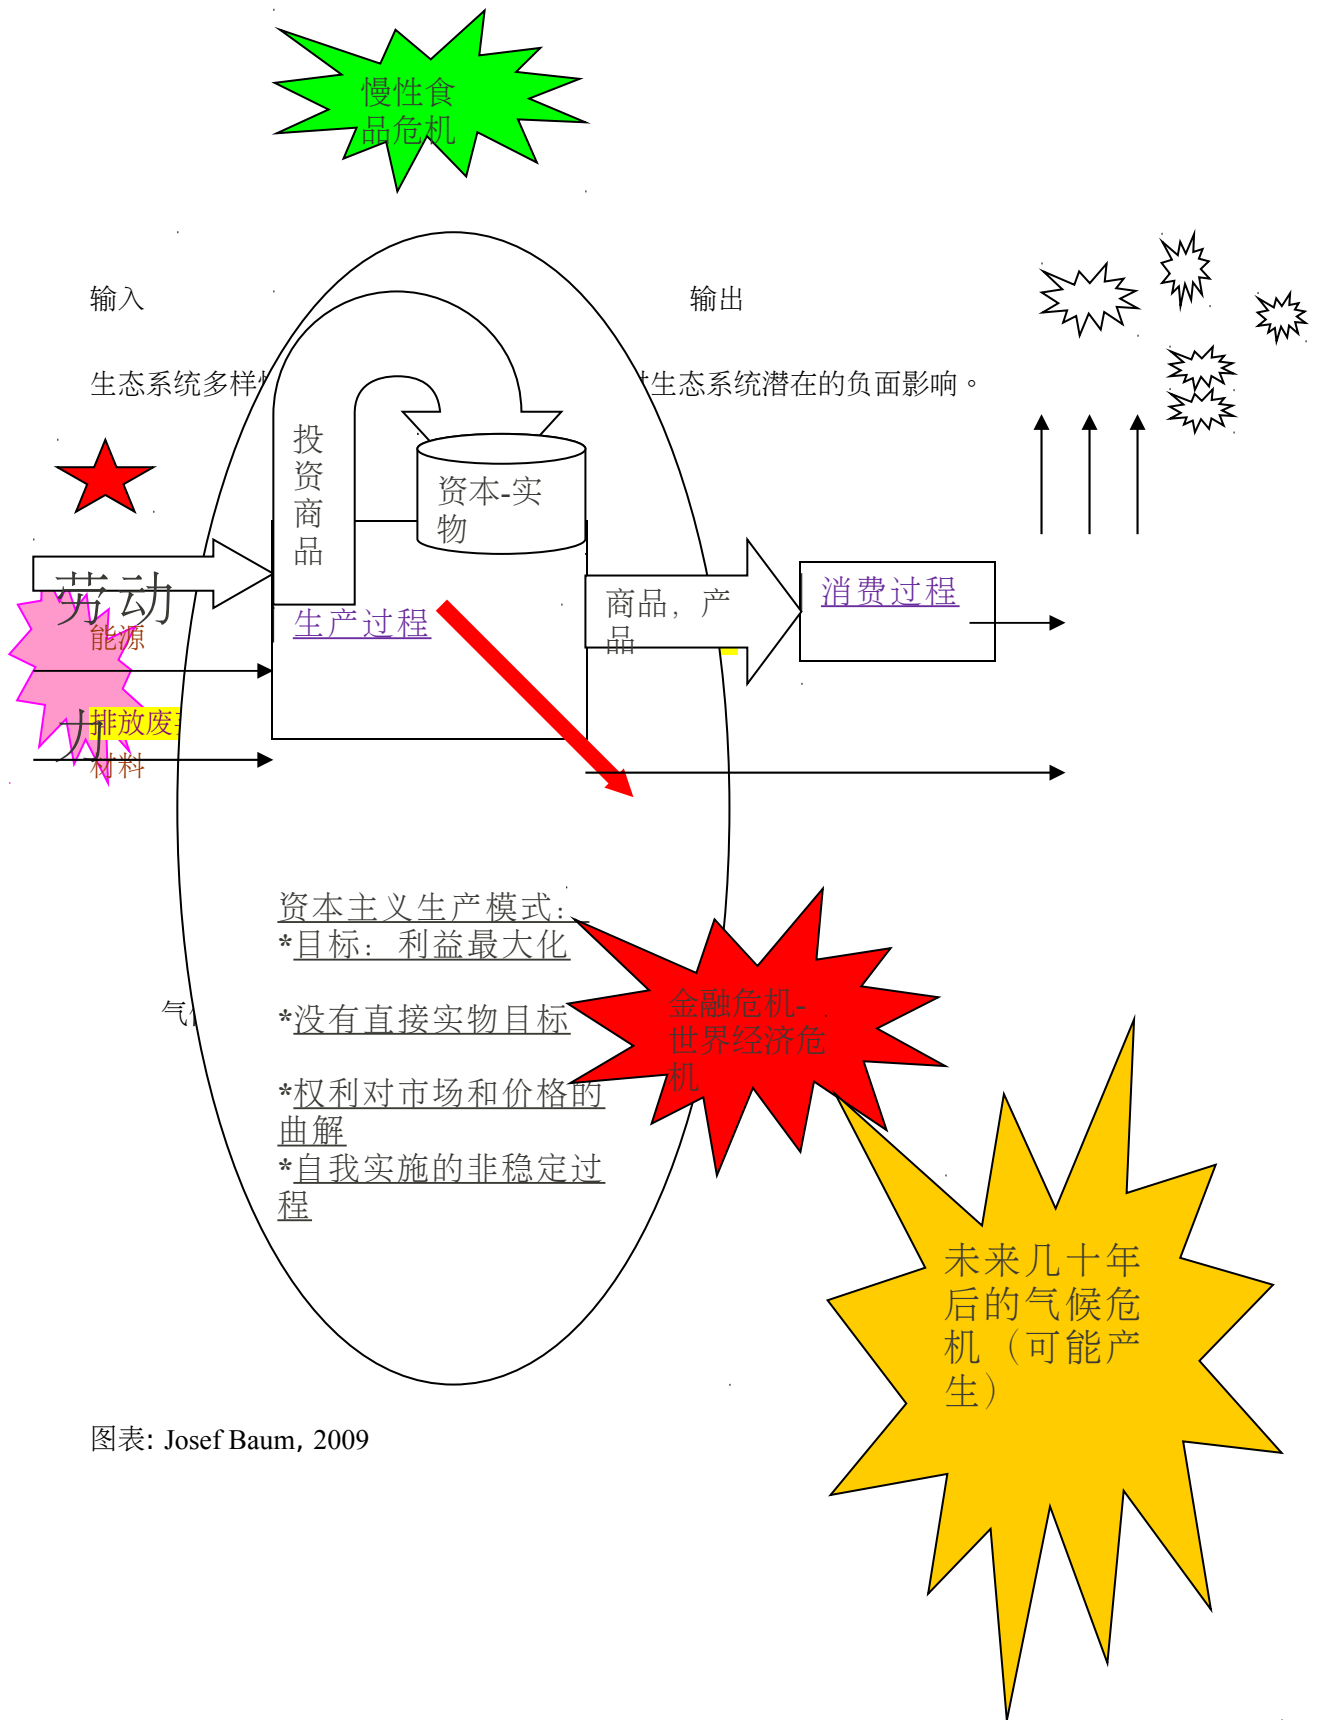 慢性食
品危机
输入
输出
生态系统多样
生态系统潜在的负面影响。
投
资
商
品
资本-实
物
劳动
力
能源
排放废
材料
生产过程
商品，产
品
消费过程
资本主义生产模式：
*目标：利益最大化
*没有直接实物目标
*权利对市场和价格的
曲解
*自我实施的非稳定过
程
气
金融危机-
世界经济危
机
未来几十年
后的气候危
机（可能产
生）
图表: Josef Baum, 2009